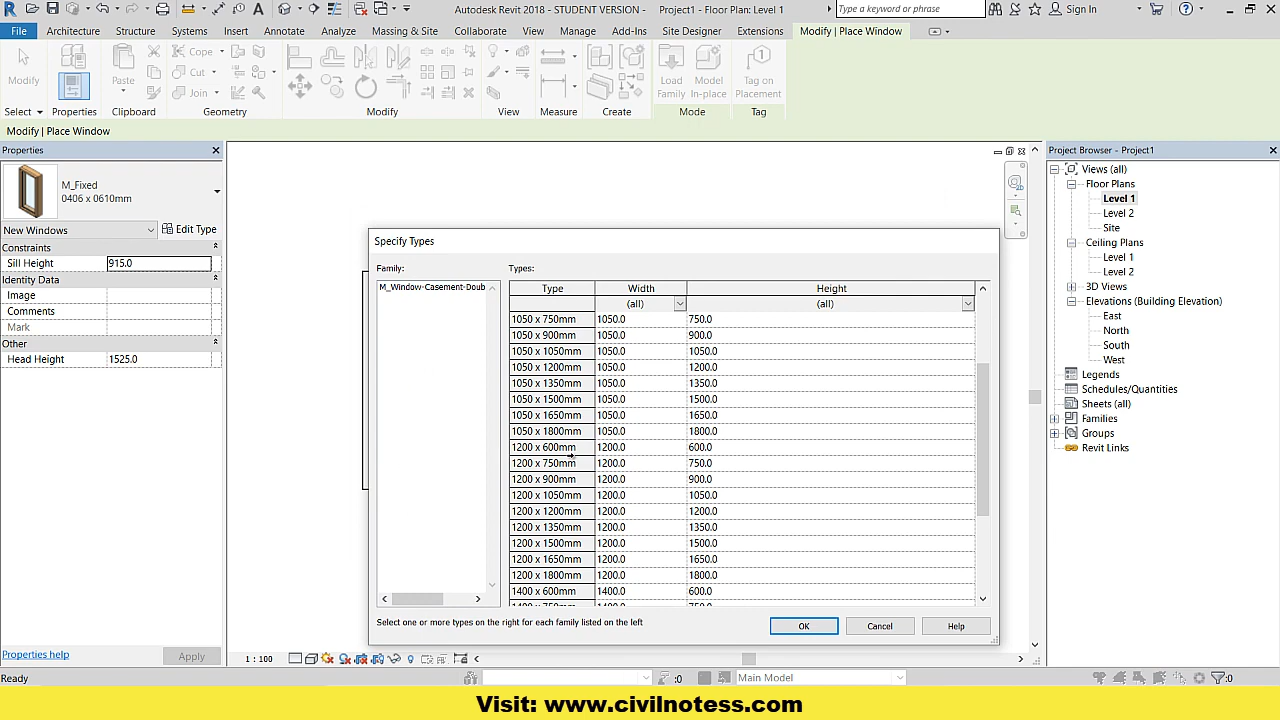 Autodesk Revit 2018 - STUDENT VERSION - Project1 - Floor Plan: Level 1
Type a keyword or phrase
Sign In
File Architecture Structure Systems Insert Annotate Analyze Massing & Site Collaborate View Manage Add-Ins Site Designer Extensions Modify | Place Window
Modify
Paste
Cope
Cut
Join
Load Family
Model In-place
Tag on Placement
Select Properties Clipboard Geometry Modify View Measure Create Mode Tag
Modify | Place Window
Properties
M_Fixed
0406 x 0610mm
New Windows
Edit Type
Constraints
Sill Height 915.0
Identity Data
Image
Comments
Mark
Other
Head Height 1525.0
Properties help
Apply
Specify Types
Family:
Types:
M_Window-Casement-Doub
Type Width Height
(all) (all)
1050 x 750mm 1050.0 750.0
1050 x 900mm 1050.0 900.0
1050 x 1050mm 1050.0 1050.0
1050 x 1200mm 1050.0 1200.0
1050 x 1350mm 1050.0 1350.0
1050 x 1500mm 1050.0 1500.0
1050 x 1650mm 1050.0 1650.0
1050 x 1800mm 1050.0 1800.0
1200 x 600mm 1200.0 600.0
1200 x 750mm 1200.0 750.0
1200 x 900mm 1200.0 900.0
1200 x 1050mm 1200.0 1050.0
1200 x 1200mm 1200.0 1200.0
1200 x 1350mm 1200.0 1350.0
1200 x 1500mm 1200.0 1500.0
1200 x 1650mm 1200.0 1650.0
1200 x 1800mm 1200.0 1800.0
1400 x 600mm 1400.0 600.0
Select one or more types on the right for each family listed on the left
OK
Cancel
Help
Project Browser - Project1
Views (all)
Floor Plans
Level 1
Level 2
Site
Ceiling Plans
Level 1
Level 2
3D Views
Elevations (Building Elevation)
East
North
South
West
Legends
Schedules/Quantities
Sheets (all)
Families
Groups
Revit Links
1 : 100
Ready
:0
Main Model
:0
Visit: www.civilnotess.com